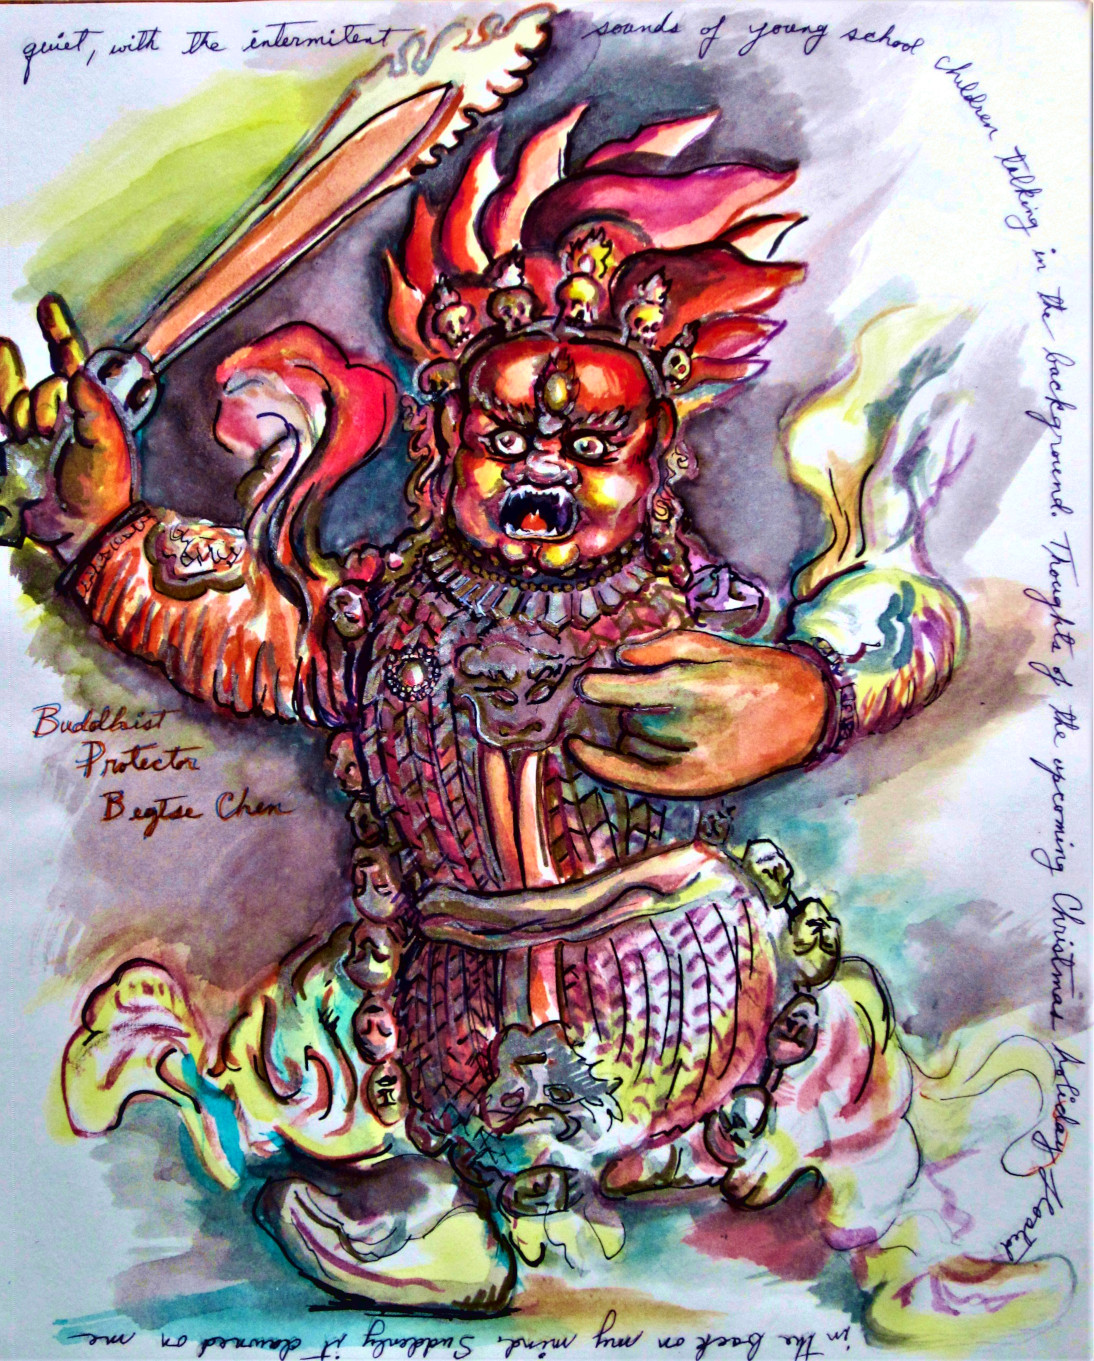 quiet, with the intermitent sounds of young school children talking in the background. Thoughts of the upcoming Christmas holiday floated
in the back on my mind. Suddenly it dawned on me
Buddhist
Protector
Begtse Chen